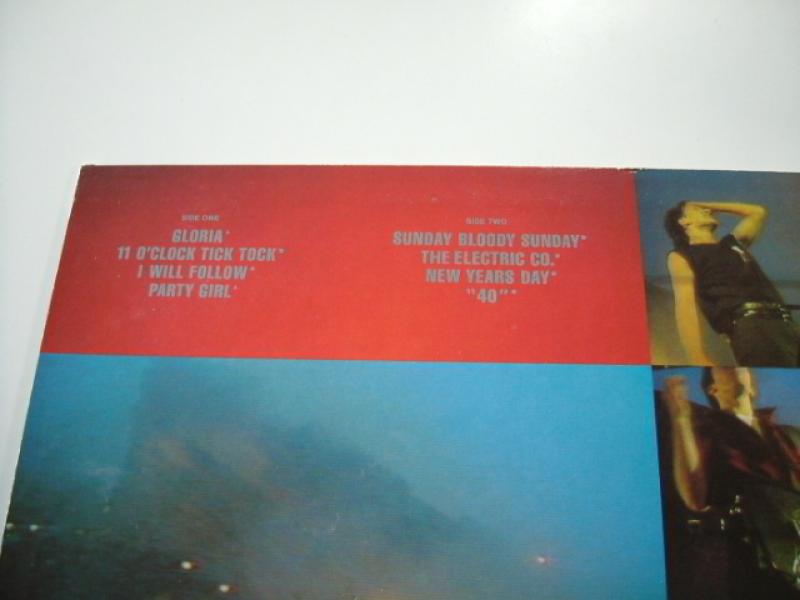 SIDE ONE
GLORIA*
11 O'CLOCK TICK TOCK*
I WILL FOLLOW*
PARTY GIRL*
SIDE TWO
SUNDAY BLOODY SUNDAY*
THE ELECTRIC CO.*
NEW YEARS DAY*
"40"*